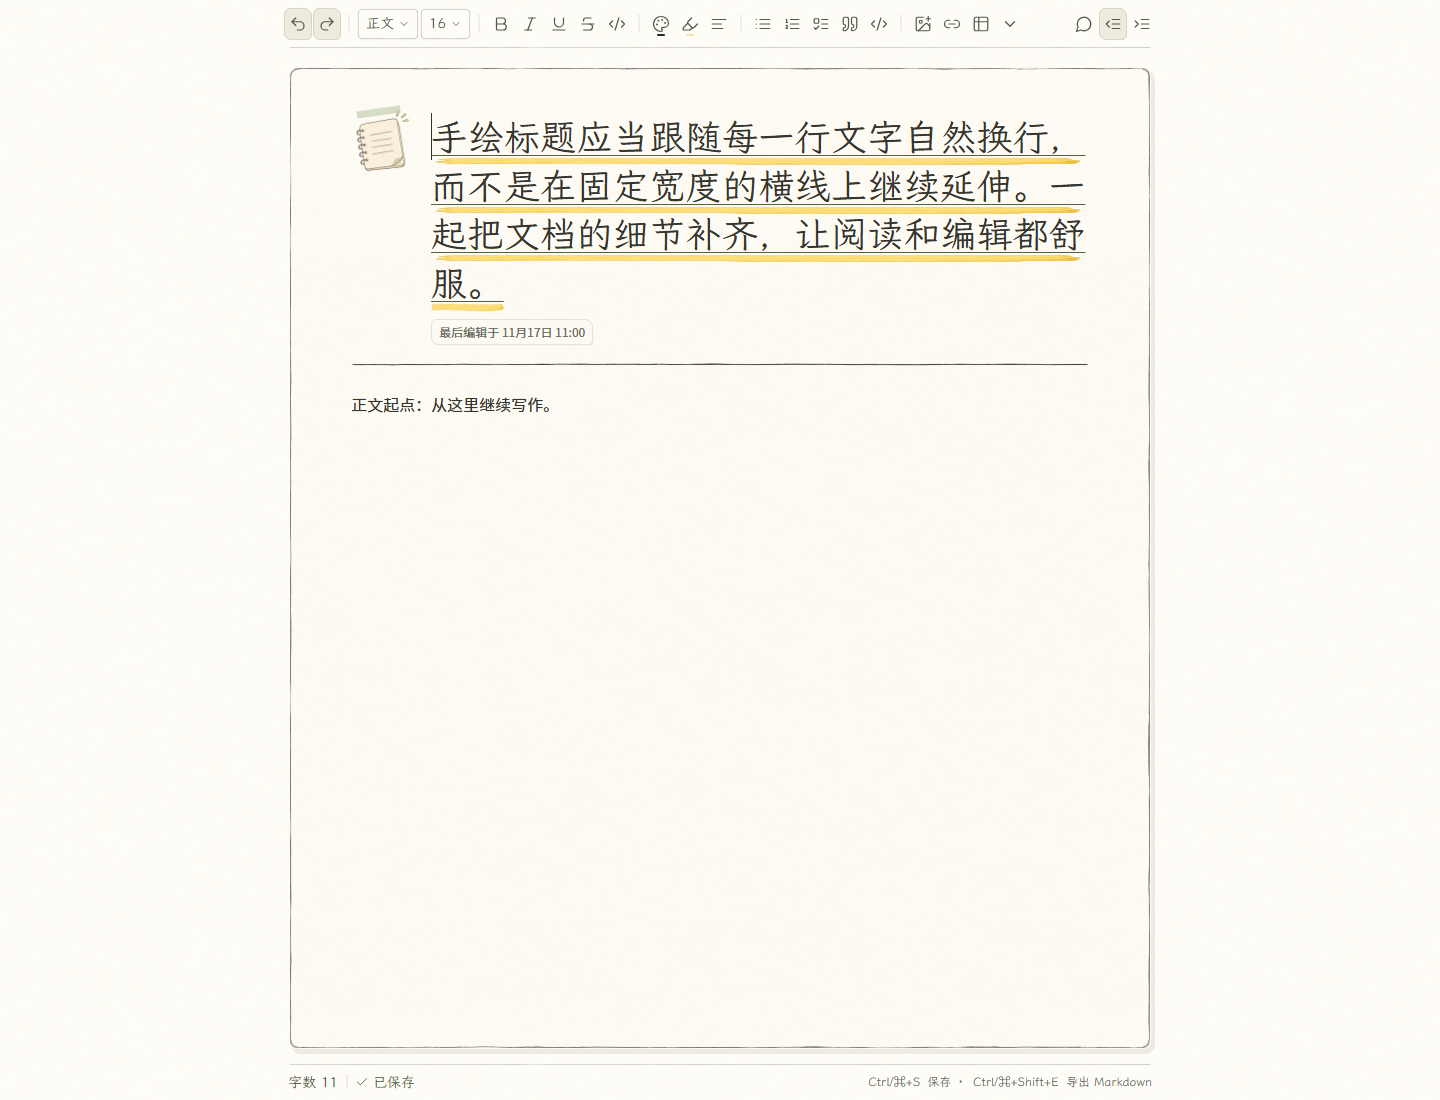 正文 16
手绘标题应当跟随每一行文字自然换行，
而不是在固定宽度的横线上继续延伸。一
起把文档的细节补齐，让阅读和编辑都舒
服。
最后编辑于 11月17日 11:00
正文起点：从这里继续写作。
字数 11 已保存 Ctrl/⌘+S 保存 · Ctrl/⌘+Shift+E 导出 Markdown